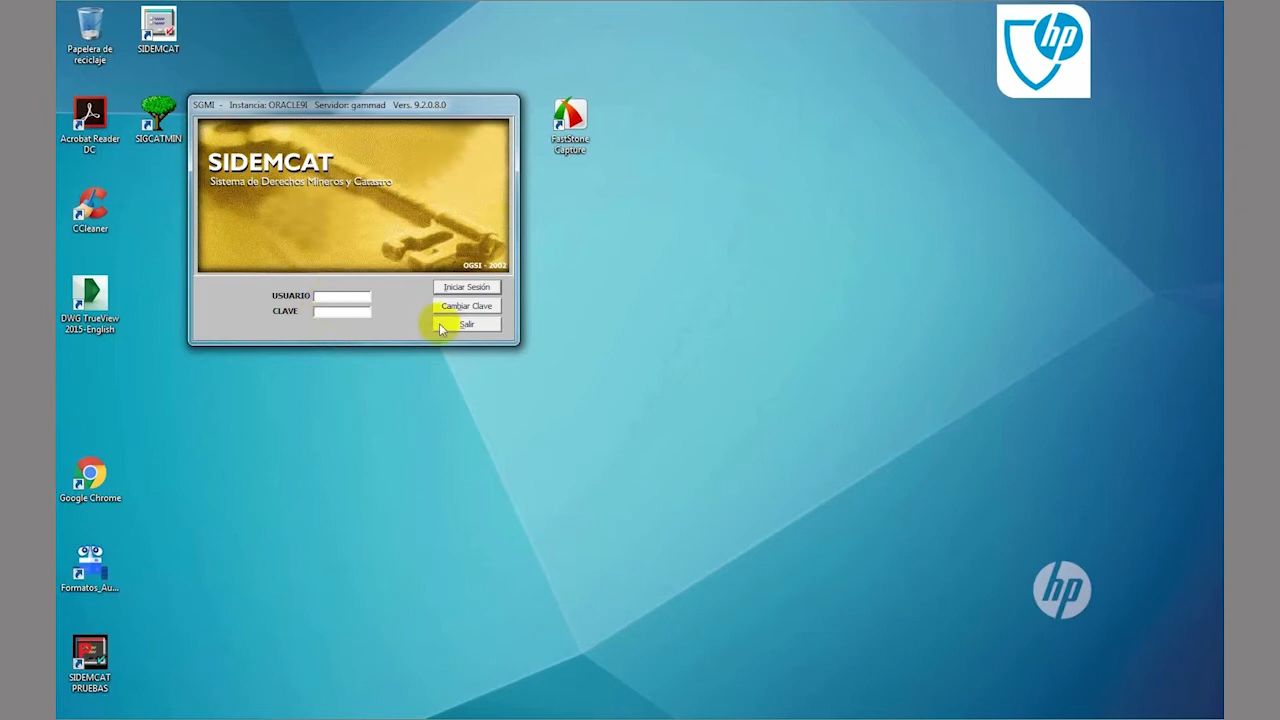 Papelera de
reciclaje
SIDEMCAT
hp
Acrobat Reader
DC
SIGCATMIN
SGMI - Instancia: ORACLE9I Servidor: gammad Vers. 9.2.0.8.0
SIDEMCAT
Sistema de Derechos Mineros y Catastro
OGSI - 2002
USUARIO
CLAVE
Iniciar Sesión
Cambiar Clave
Salir
FastStone
Capture
CCleaner
DWG TrueView
2015-English
Google Chrome
Formatos_Au...
SIDEMCAT
PRUEBAS
hp